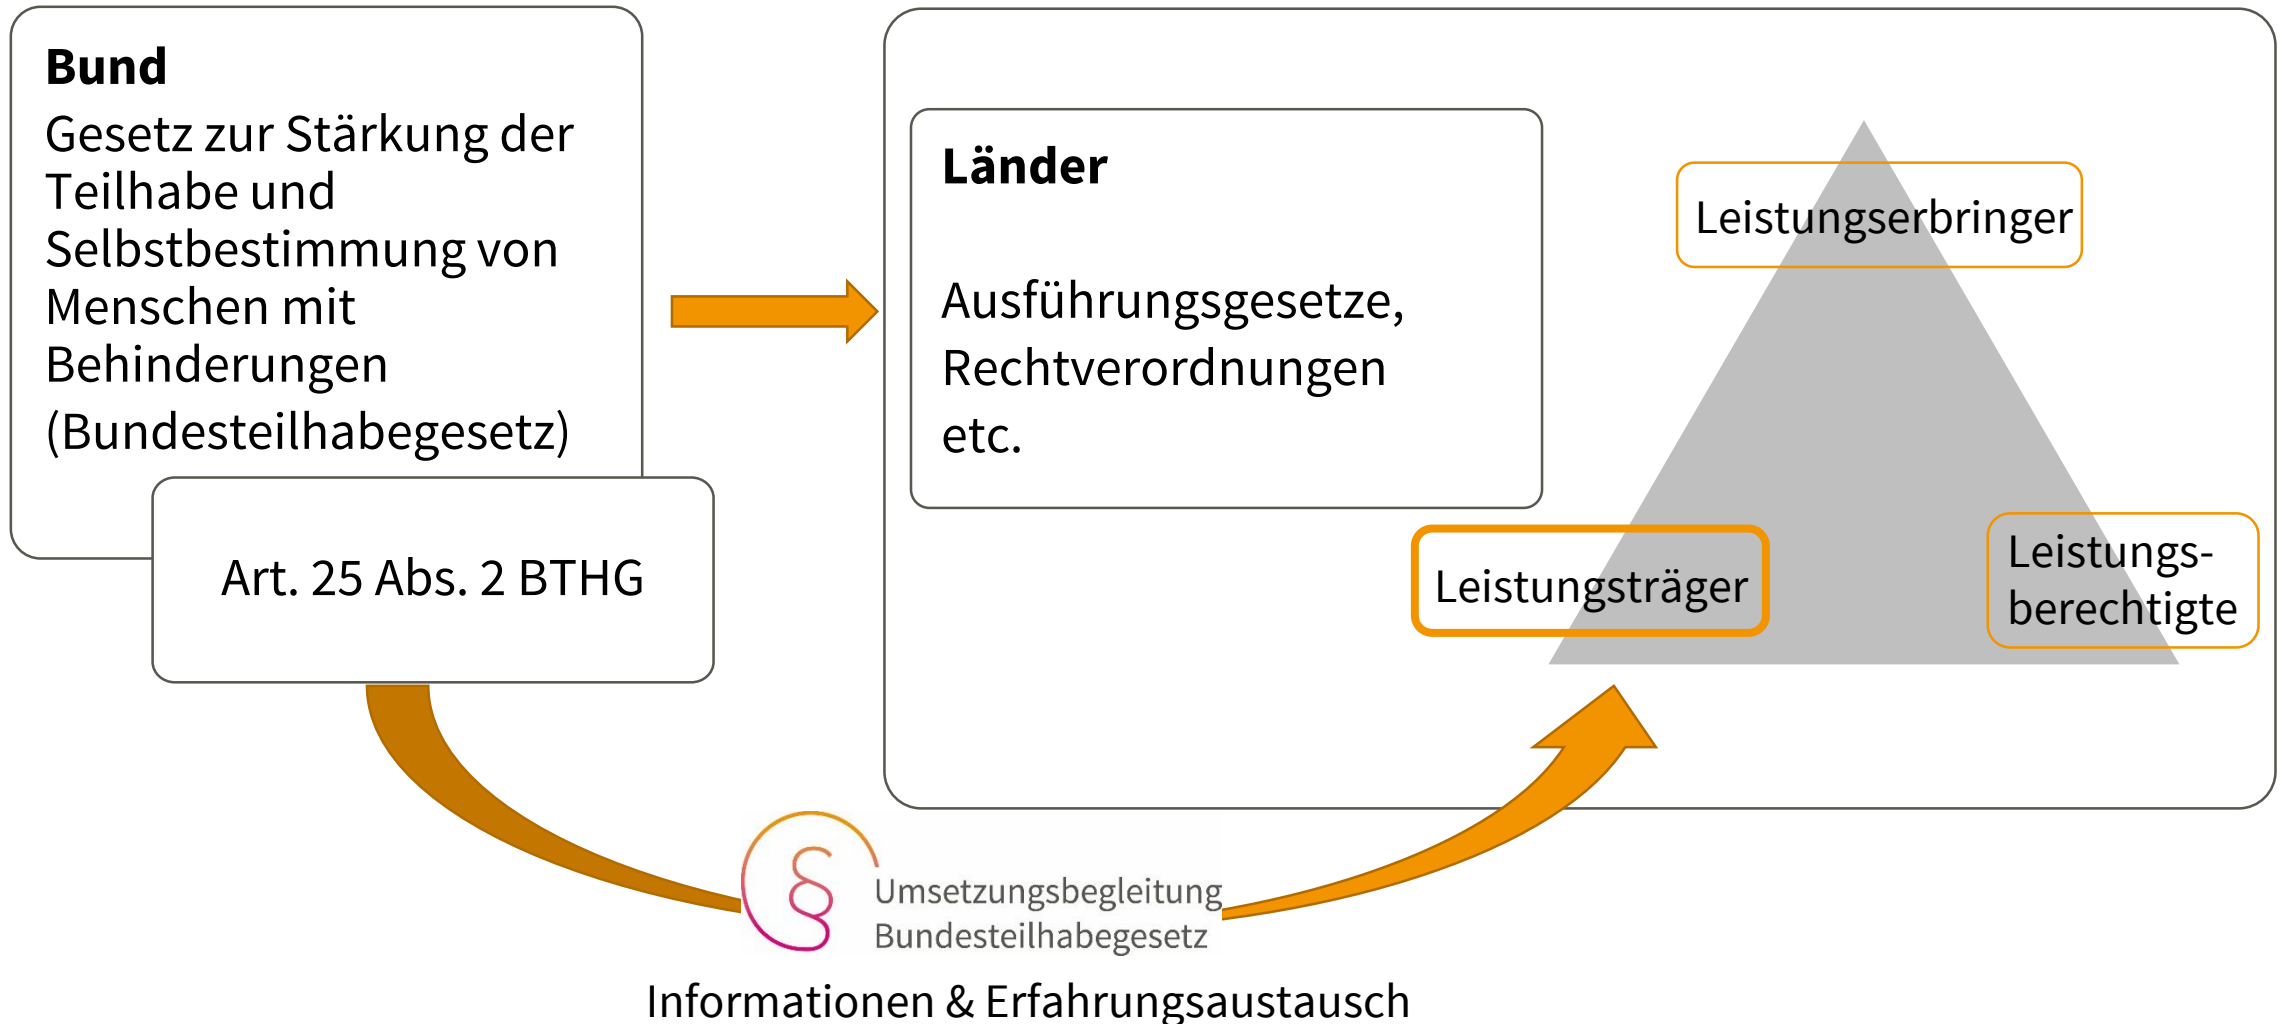 Bund
Gesetz zur Stärkung der
Teilhabe und
Selbstbestimmung von
Menschen mit
Behinderungen
(Bundesteilhabegesetz)
Art. 25 Abs. 2 BTHG
Länder
Ausführungsgesetze,
Rechtverordnungen
etc.
Leistungserbringer
Leistungsträger
Leistungs-
berechtigte
§
Umsetzungsbegleitung
Bundesteilhabegesetz
Informationen & Erfahrungsaustausch